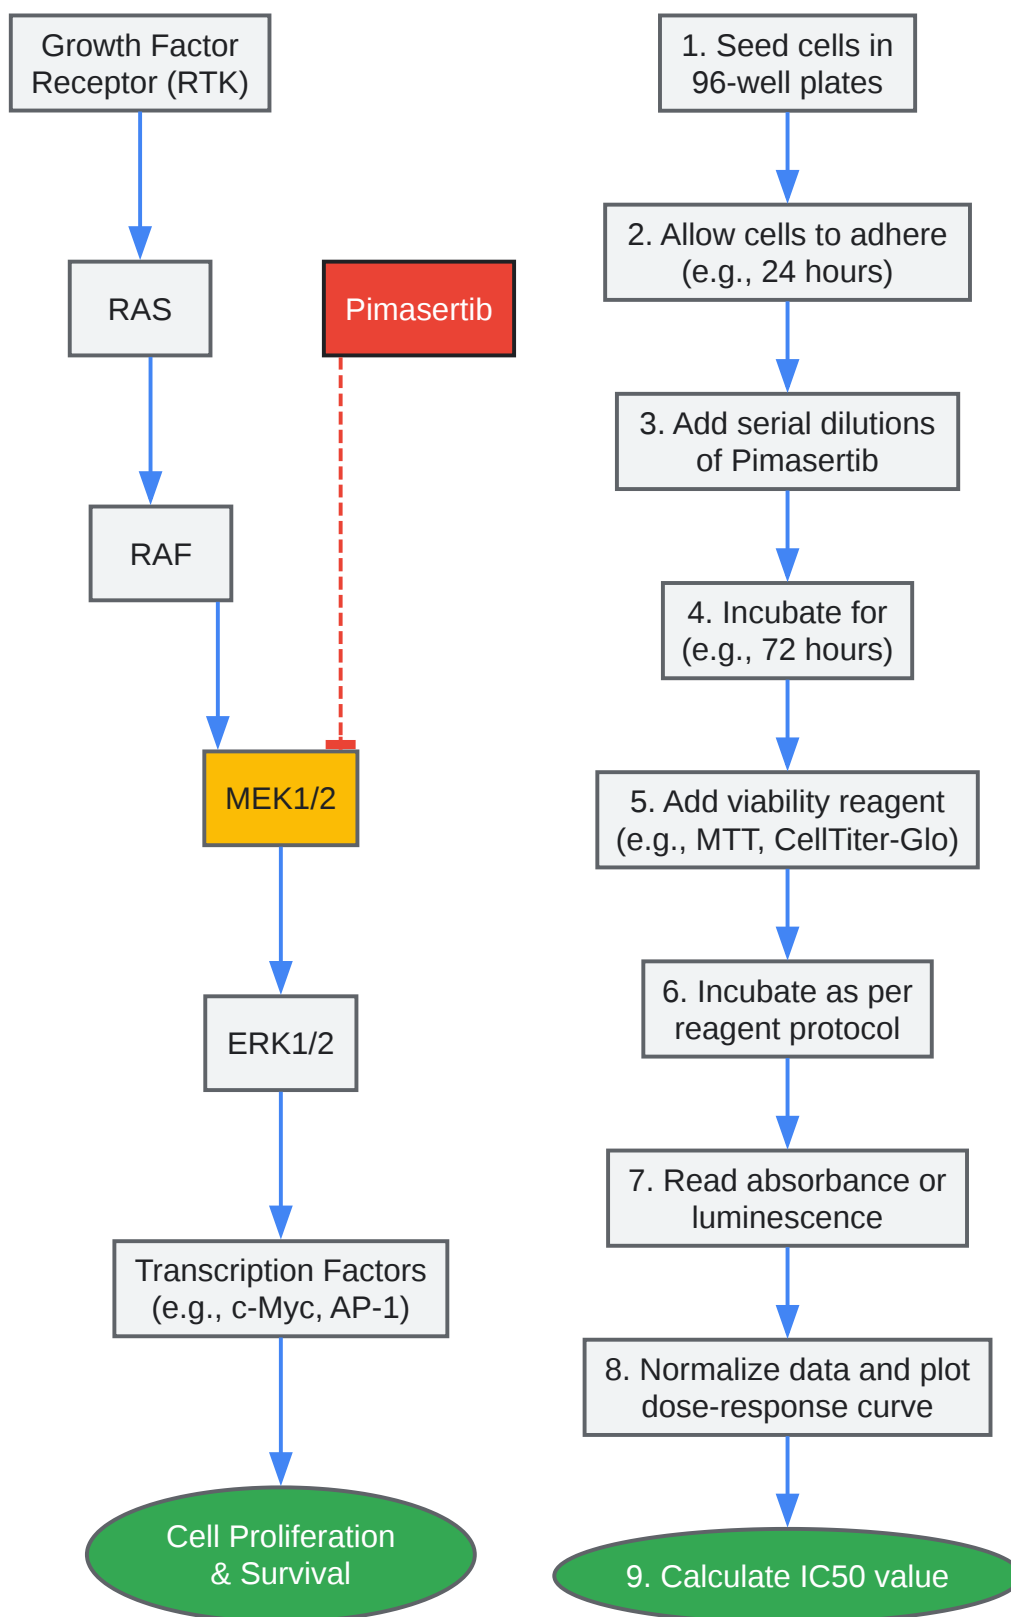 Growth Factor
Receptor (RTK)
RAS
Pimasertib
RAF
MEK1/2
ERK1/2
Transcription Factors
(e.g., c-Myc, AP-1)
Cell Proliferation
& Survival
1. Seed cells in
96-well plates
2. Allow cells to adhere
(e.g., 24 hours)
3. Add serial dilutions
of Pimasertib
4. Incubate for
(e.g., 72 hours)
5. Add viability reagent
(e.g., MTT, CellTiter-Glo)
6. Incubate as per
reagent protocol
7. Read absorbance or
luminescence
8. Normalize data and plot
dose-response curve
9. Calculate IC50 value